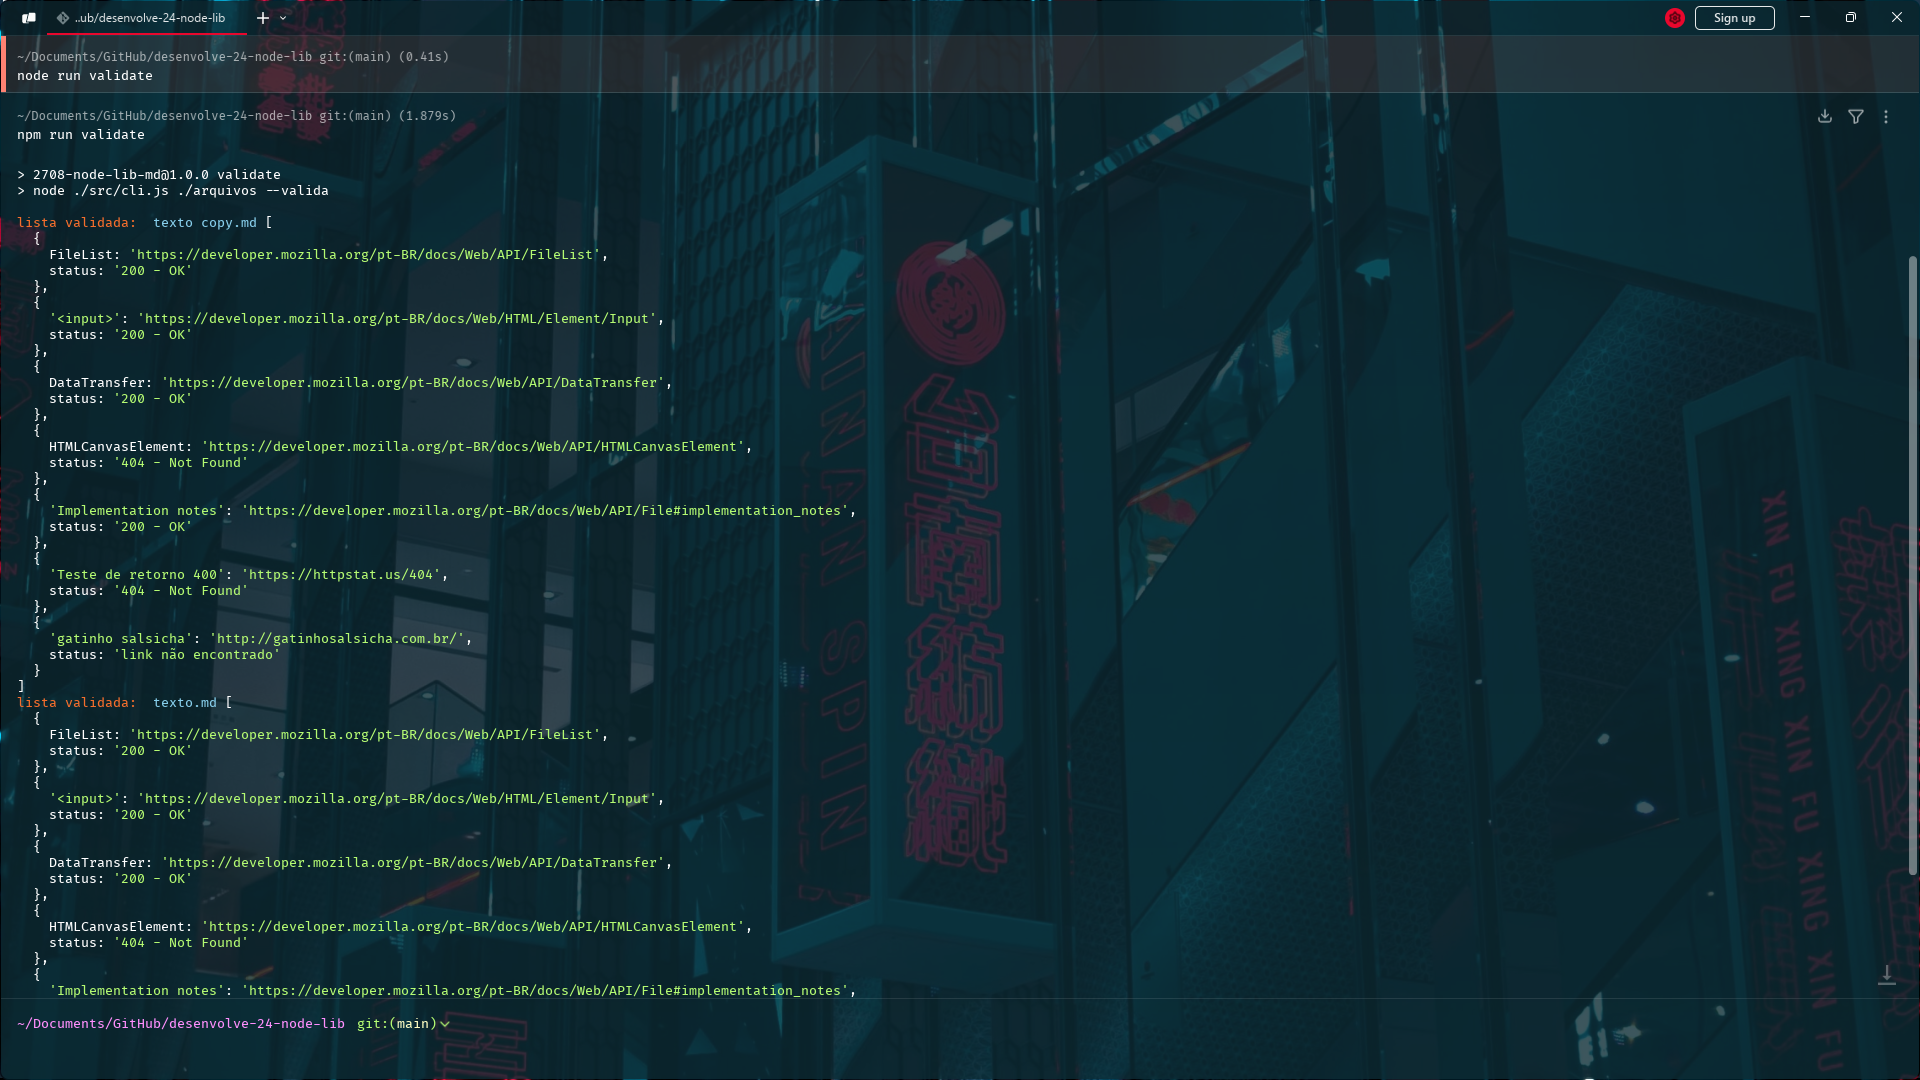 ..ub/desenvolve-24-node-lib
Sign up
~/Documents/GitHub/desenvolve-24-node-lib git:(main) (0.41s)
node run validate
~/Documents/GitHub/desenvolve-24-node-lib git:(main) (1.879s)
npm run validate
> 2708-node-lib-md@1.0.0 validate
> node ./src/cli.js ./arquivos --valida
lista validada:  texto copy.md [
  {
    FileList: 'https://developer.mozilla.org/pt-BR/docs/Web/API/FileList',
    status: '200 - OK'
  },
  {
    '<input>': 'https://developer.mozilla.org/pt-BR/docs/Web/HTML/Element/Input',
    status: '200 - OK'
  },
  {
    DataTransfer: 'https://developer.mozilla.org/pt-BR/docs/Web/API/DataTransfer',
    status: '200 - OK'
  },
  {
    HTMLCanvasElement: 'https://developer.mozilla.org/pt-BR/docs/Web/API/HTMLCanvasElement',
    status: '404 - Not Found'
  },
  {
    'Implementation notes': 'https://developer.mozilla.org/pt-BR/docs/Web/API/File#implementation_notes',
    status: '200 - OK'
  },
  {
    'Teste de retorno 400': 'https://httpstat.us/404',
    status: '404 - Not Found'
  },
  {
    'gatinho salsicha': 'http://gatinhosalsicha.com.br/',
    status: 'link não encontrado'
  }
]
lista validada:  texto.md [
  {
    FileList: 'https://developer.mozilla.org/pt-BR/docs/Web/API/FileList',
    status: '200 - OK'
  },
  {
    '<input>': 'https://developer.mozilla.org/pt-BR/docs/Web/HTML/Element/Input',
    status: '200 - OK'
  },
  {
    DataTransfer: 'https://developer.mozilla.org/pt-BR/docs/Web/API/DataTransfer',
    status: '200 - OK'
  },
  {
    HTMLCanvasElement: 'https://developer.mozilla.org/pt-BR/docs/Web/API/HTMLCanvasElement',
    status: '404 - Not Found'
  },
  {
    'Implementation notes': 'https://developer.mozilla.org/pt-BR/docs/Web/API/File#implementation_notes',
~/Documents/GitHub/desenvolve-24-node-lib git:(main)
台南紡績
TAINAN SPIN
XIN FU XING XIN FU XING XIN FU